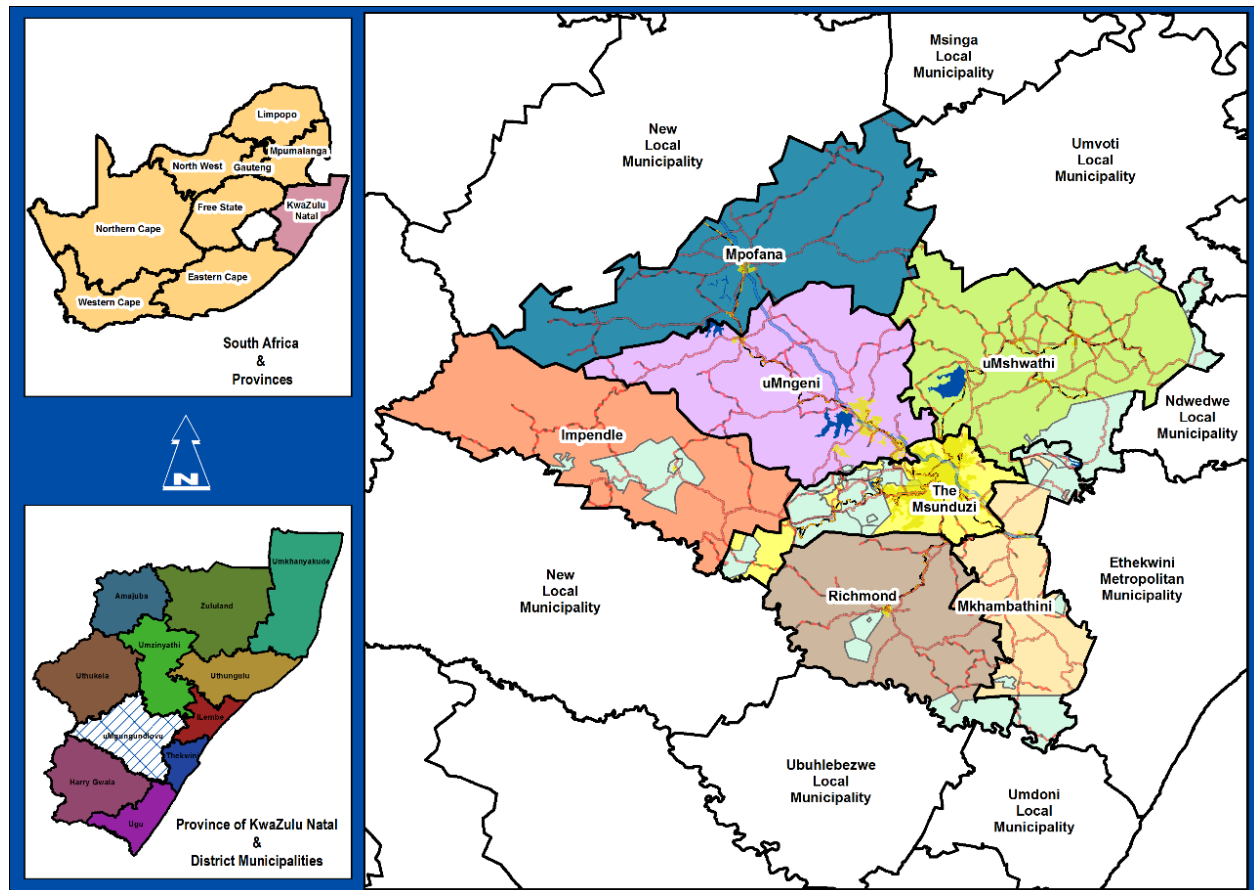 Limpopo
Mpumalanga
North West
Gauteng
KwaZulu
Natal
Free State
Northern Cape
Eastern Cape
Western Cape
South Africa
&
Provinces
N
Umkhanyakude
Amajuba
Zululand
Umzinyathi
Uthukela
Uthungulu
iLembe
uMgungundlovu
Thekwini
Harry Gwala
Ugu
Province of KwaZulu Natal
&
District Municipalities
Msinga
Local
Municipality
New
Local
Municipality
Umvoti
Local
Municipality
Mpofana
uMshwathi
uMngeni
Ndwedwe
Local
Municipality
Impendle
The
Msunduzi
Ethekwini
Metropolitan
Municipality
New
Local
Municipality
Richmond
Mkhambathini
Ubuhlebezwe
Local
Municipality
Umdoni
Local
Municipality